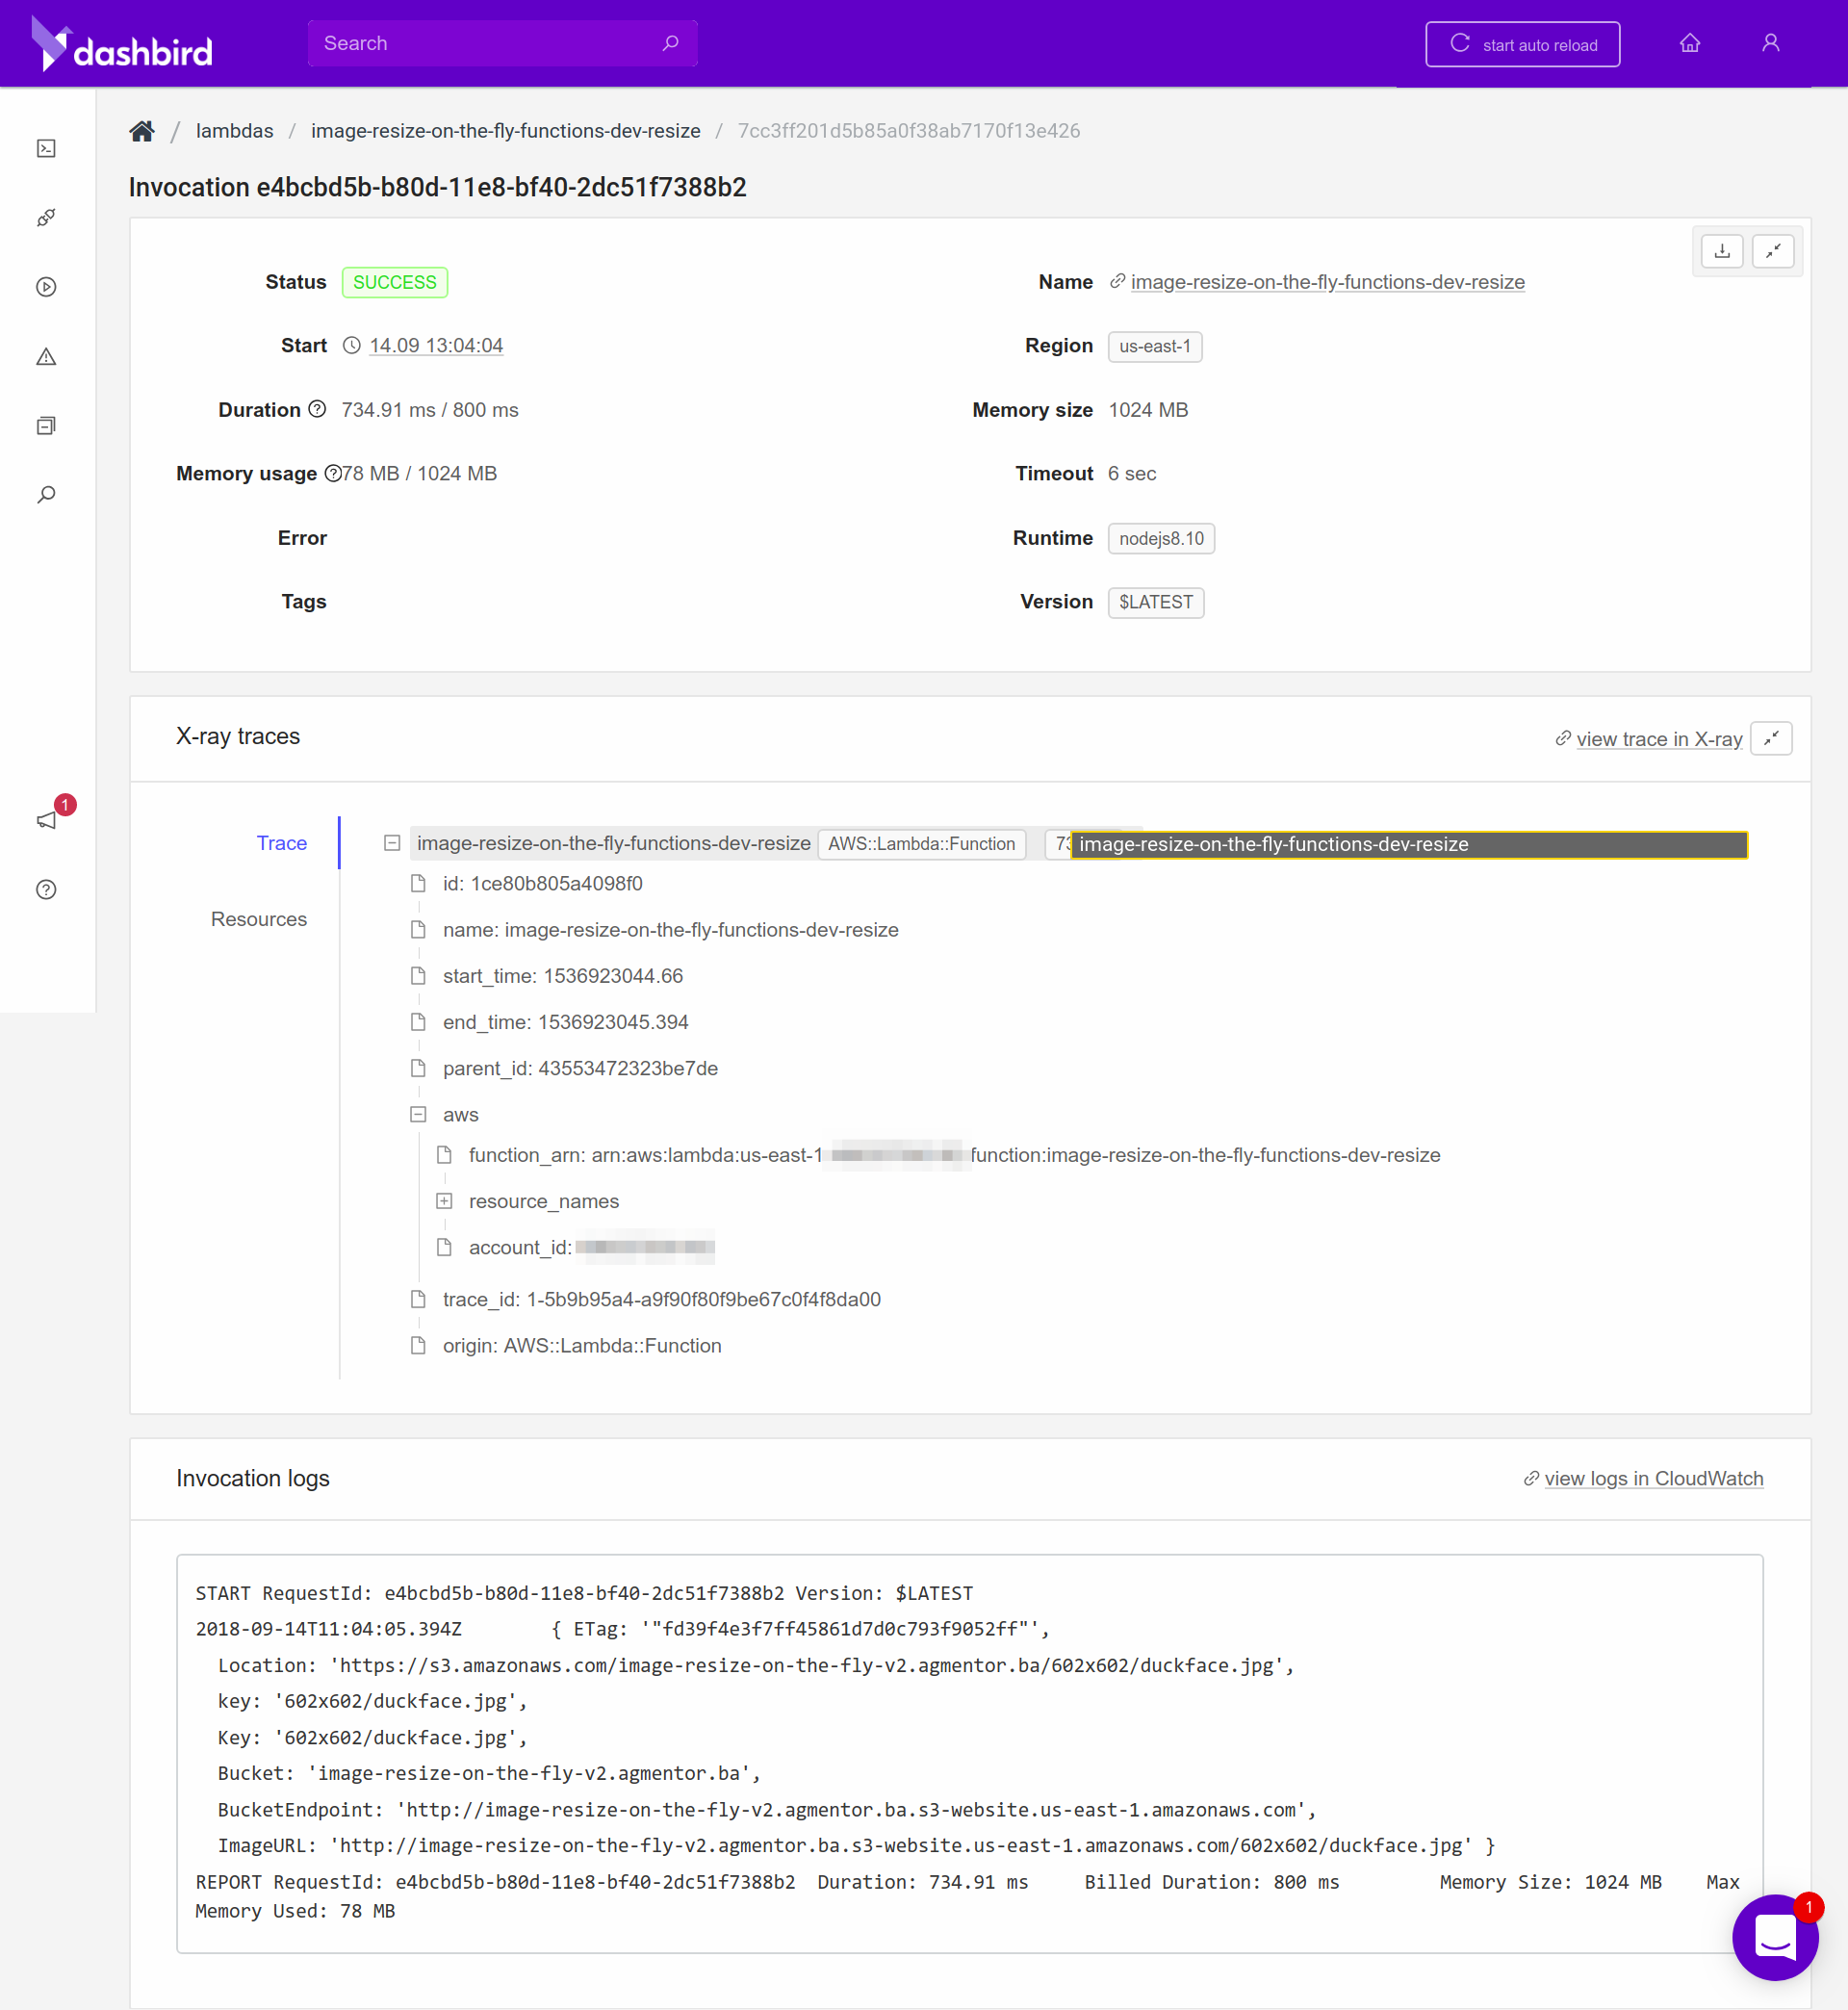 dashbird
Search
start auto reload
/ lambdas / image-resize-on-the-fly-functions-dev-resize / 7cc3ff201d5b85a0f38ab7170f13e426
Invocation e4bcbd5b-b80d-11e8-bf40-2dc51f7388b2
Status SUCCESS
Name image-resize-on-the-fly-functions-dev-resize
Start 14.09 13:04:04
Region us-east-1
Duration ? 734.91 ms / 800 ms
Memory size 1024 MB
Memory usage ? 78 MB / 1024 MB
Timeout 6 sec
Error
Runtime nodejs8.10
Tags
Version $LATEST
X-ray traces
view trace in X-ray
1
Trace
Resources
image-resize-on-the-fly-functions-dev-resize AWS::Lambda::Function 73 image-resize-on-the-fly-functions-dev-resize
id: 1ce80b805a4098f0
name: image-resize-on-the-fly-functions-dev-resize
start_time: 1536923044.66
end_time: 1536923045.394
parent_id: 43553472323be7de
aws
function_arn: arn:aws:lambda:us-east-1 function:image-resize-on-the-fly-functions-dev-resize
resource_names
account_id:
trace_id: 1-5b9b95a4-a9f90f80f9be67c0f4f8da00
origin: AWS::Lambda::Function
Invocation logs
view logs in CloudWatch
START RequestId: e4bcbd5b-b80d-11e8-bf40-2dc51f7388b2 Version: $LATEST
2018-09-14T11:04:05.394Z { ETag: '"fd39f4e3f7ff45861d7d0c793f9052ff"',
Location: 'https://s3.amazonaws.com/image-resize-on-the-fly-v2.agmentor.ba/602x602/duckface.jpg',
key: '602x602/duckface.jpg',
Key: '602x602/duckface.jpg',
Bucket: 'image-resize-on-the-fly-v2.agmentor.ba',
BucketEndpoint: 'http://image-resize-on-the-fly-v2.agmentor.ba.s3-website.us-east-1.amazonaws.com',
ImageURL: 'http://image-resize-on-the-fly-v2.agmentor.ba.s3-website.us-east-1.amazonaws.com/602x602/duckface.jpg' }
REPORT RequestId: e4bcbd5b-b80d-11e8-bf40-2dc51f7388b2 Duration: 734.91 ms Billed Duration: 800 ms Memory Size: 1024 MB Max
Memory Used: 78 MB
1